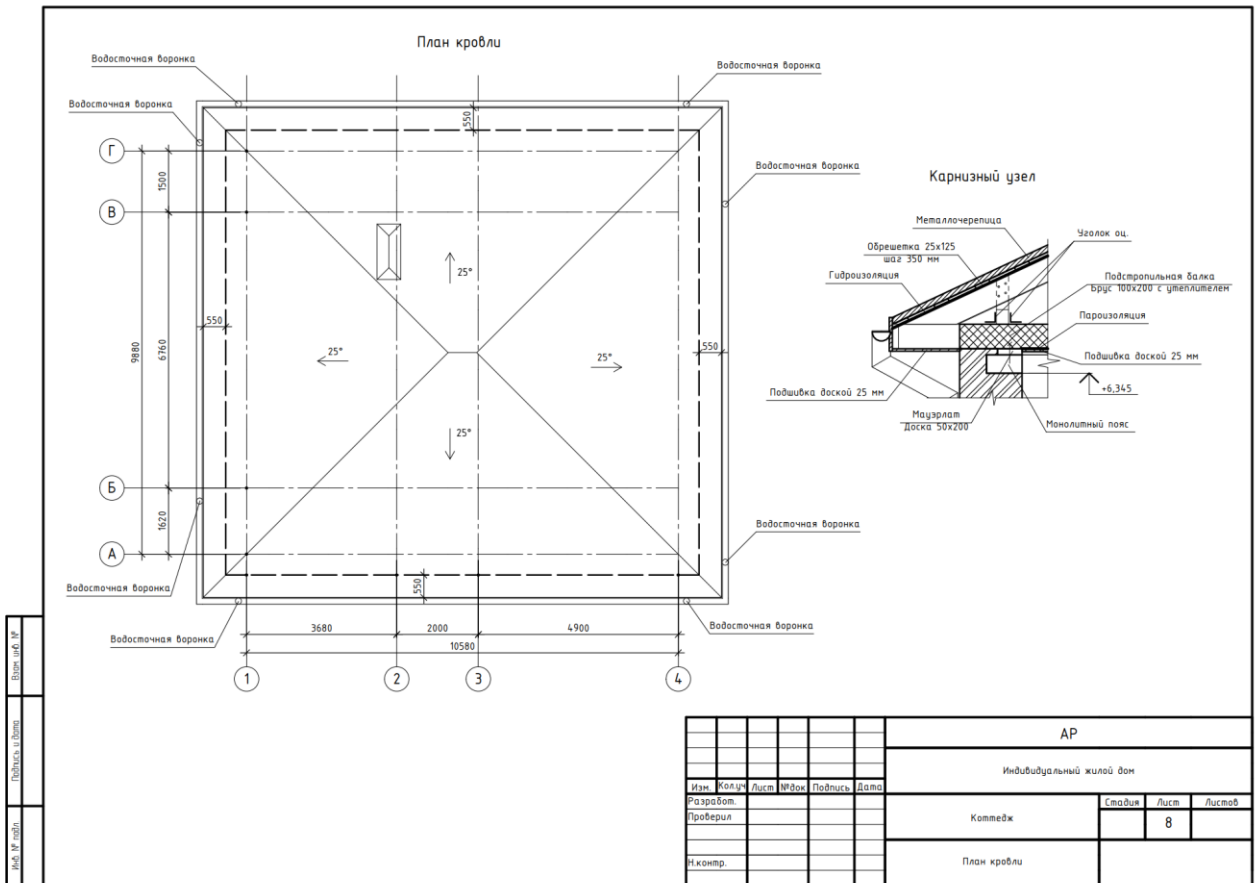 План кровли
Водосточная воронка
Водосточная воронка
Водосточная воронка
Водосточная воронка
Г
В
Б
А
1500
6760
9880
1620
550
550
550
550
25°
25°
25°
25°
Водосточная воронка
Водосточная воронка
Водосточная воронка
Водосточная воронка
3680
2000
4900
10580
1
2
3
4
Карнизный узел
Металлочерепица
Уголок оц.
Обрешетка 25х125
шаг 350 мм
Гидроизоляция
Подстропильная балка
Брус 100х200 с утеплителем
Пароизоляция
Подшивка доской 25 мм
Подшивка доской 25 мм
+6,345
Мауэрлат
Доска 50х200
Монолитный пояс
Взам. инв. №
Подпись и дата
Инв. № подл.
АР
Индивидуальный жилой дом
Изм. Кол.уч Лист №док Подпись Дата
Разработ.
Проверил
Н.контр.
Коттедж
Стадия Лист Листов
8
План кровли